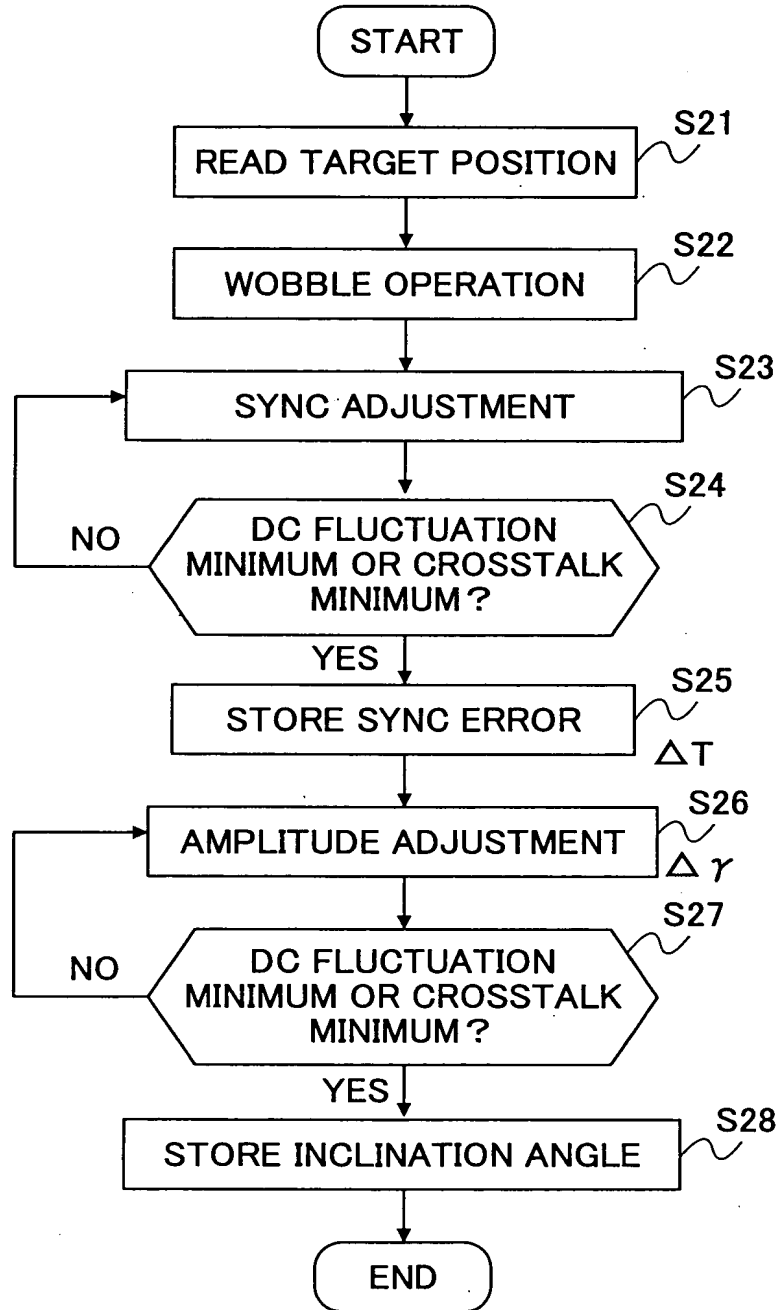 START
S21
READ TARGET POSITION
S22
WOBBLE OPERATION
S23
SYNC ADJUSTMENT
S24
DC FLUCTUATION
MINIMUM OR CROSSTALK
MINIMUM?
NO
YES
S25
STORE SYNC ERROR
△T
S26
AMPLITUDE ADJUSTMENT
△γ
S27
DC FLUCTUATION
MINIMUM OR CROSSTALK
MINIMUM?
NO
YES
S28
STORE INCLINATION ANGLE
END